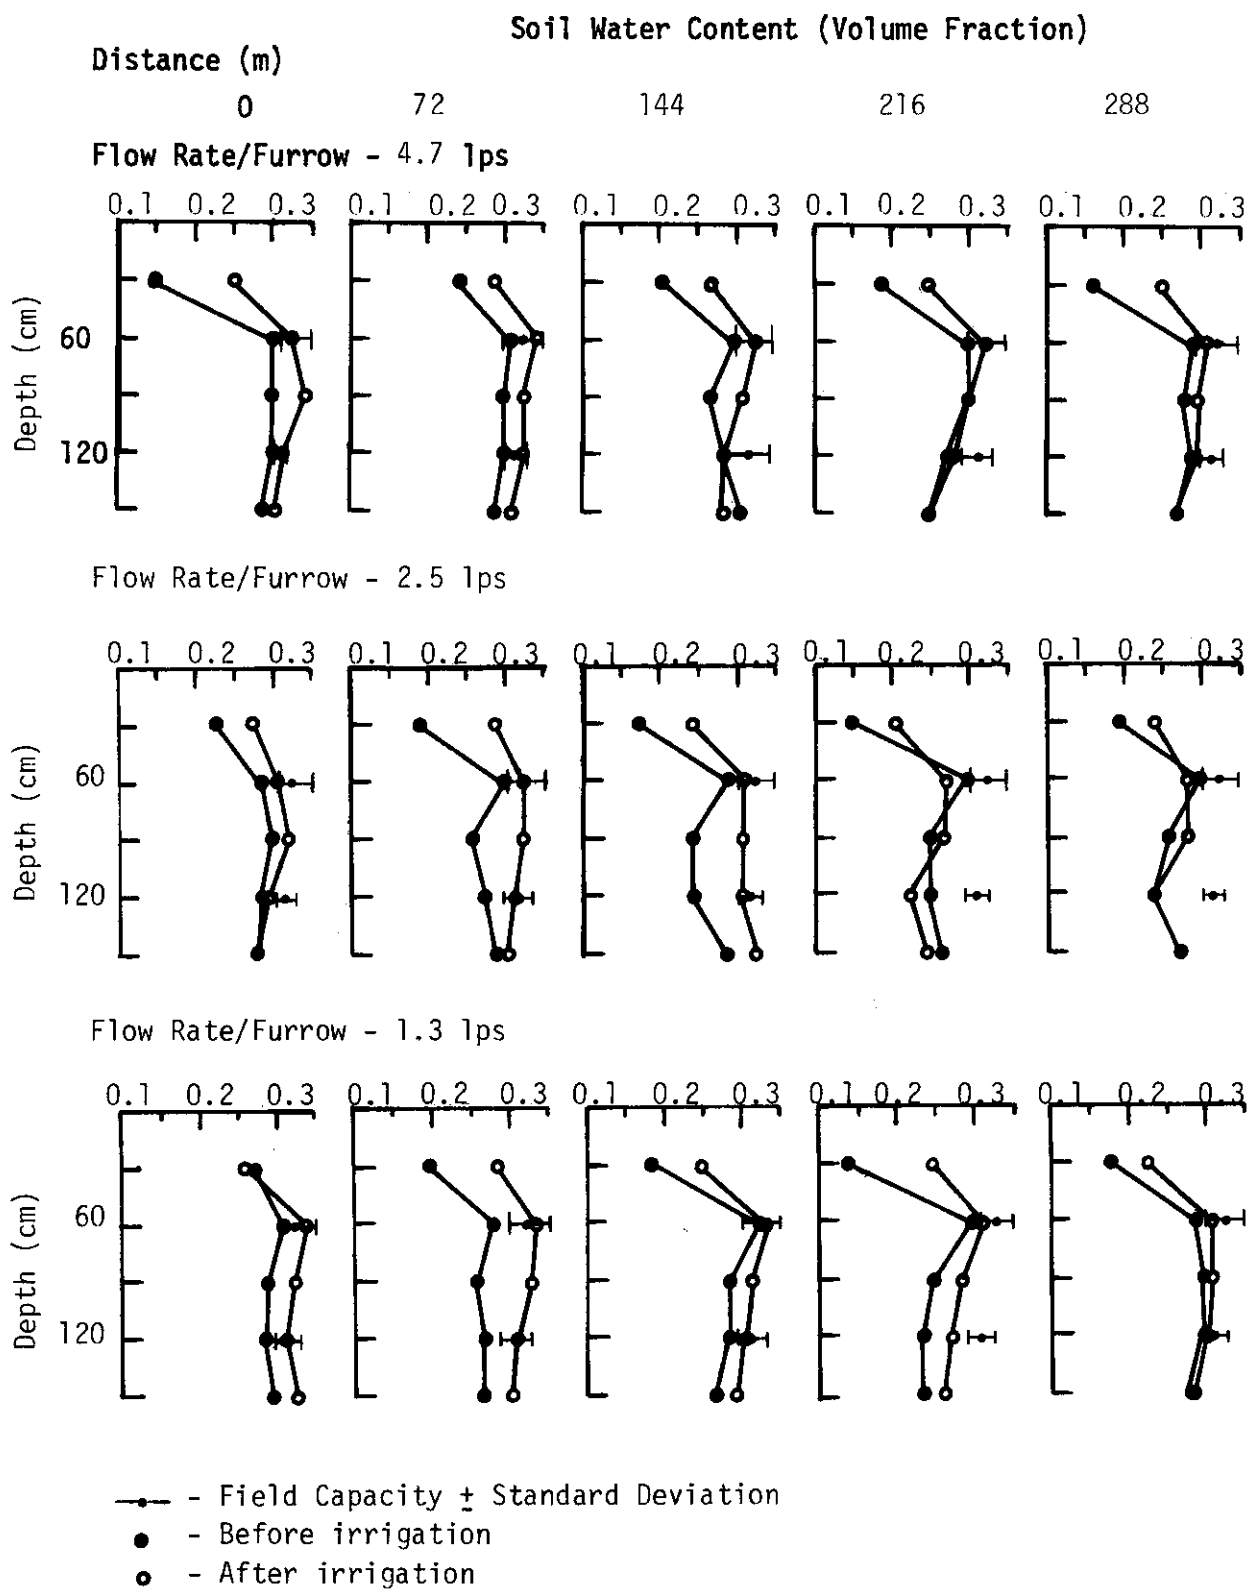 Soil Water Content (Volume Fraction)
Distance (m)
0 72 144 216 288
Flow Rate/Furrow - 4.7 lps
0.1 0.2 0.3 0.1 0.2 0.3 0.1 0.2 0.3 0.1 0.2 0.3 0.1 0.2 0.3
Depth (cm)
60
120
Flow Rate/Furrow - 2.5 lps
0.1 0.2 0.3 0.1 0.2 0.3 0.1 0.2 0.3 0.1 0.2 0.3 0.1 0.2 0.3
Depth (cm)
60
120
Flow Rate/Furrow - 1.3 lps
0.1 0.2 0.3 0.1 0.2 0.3 0.1 0.2 0.3 0.1 0.2 0.3 0.1 0.2 0.3
Depth (cm)
60
120
- Field Capacity ± Standard Deviation
- Before irrigation
- After irrigation